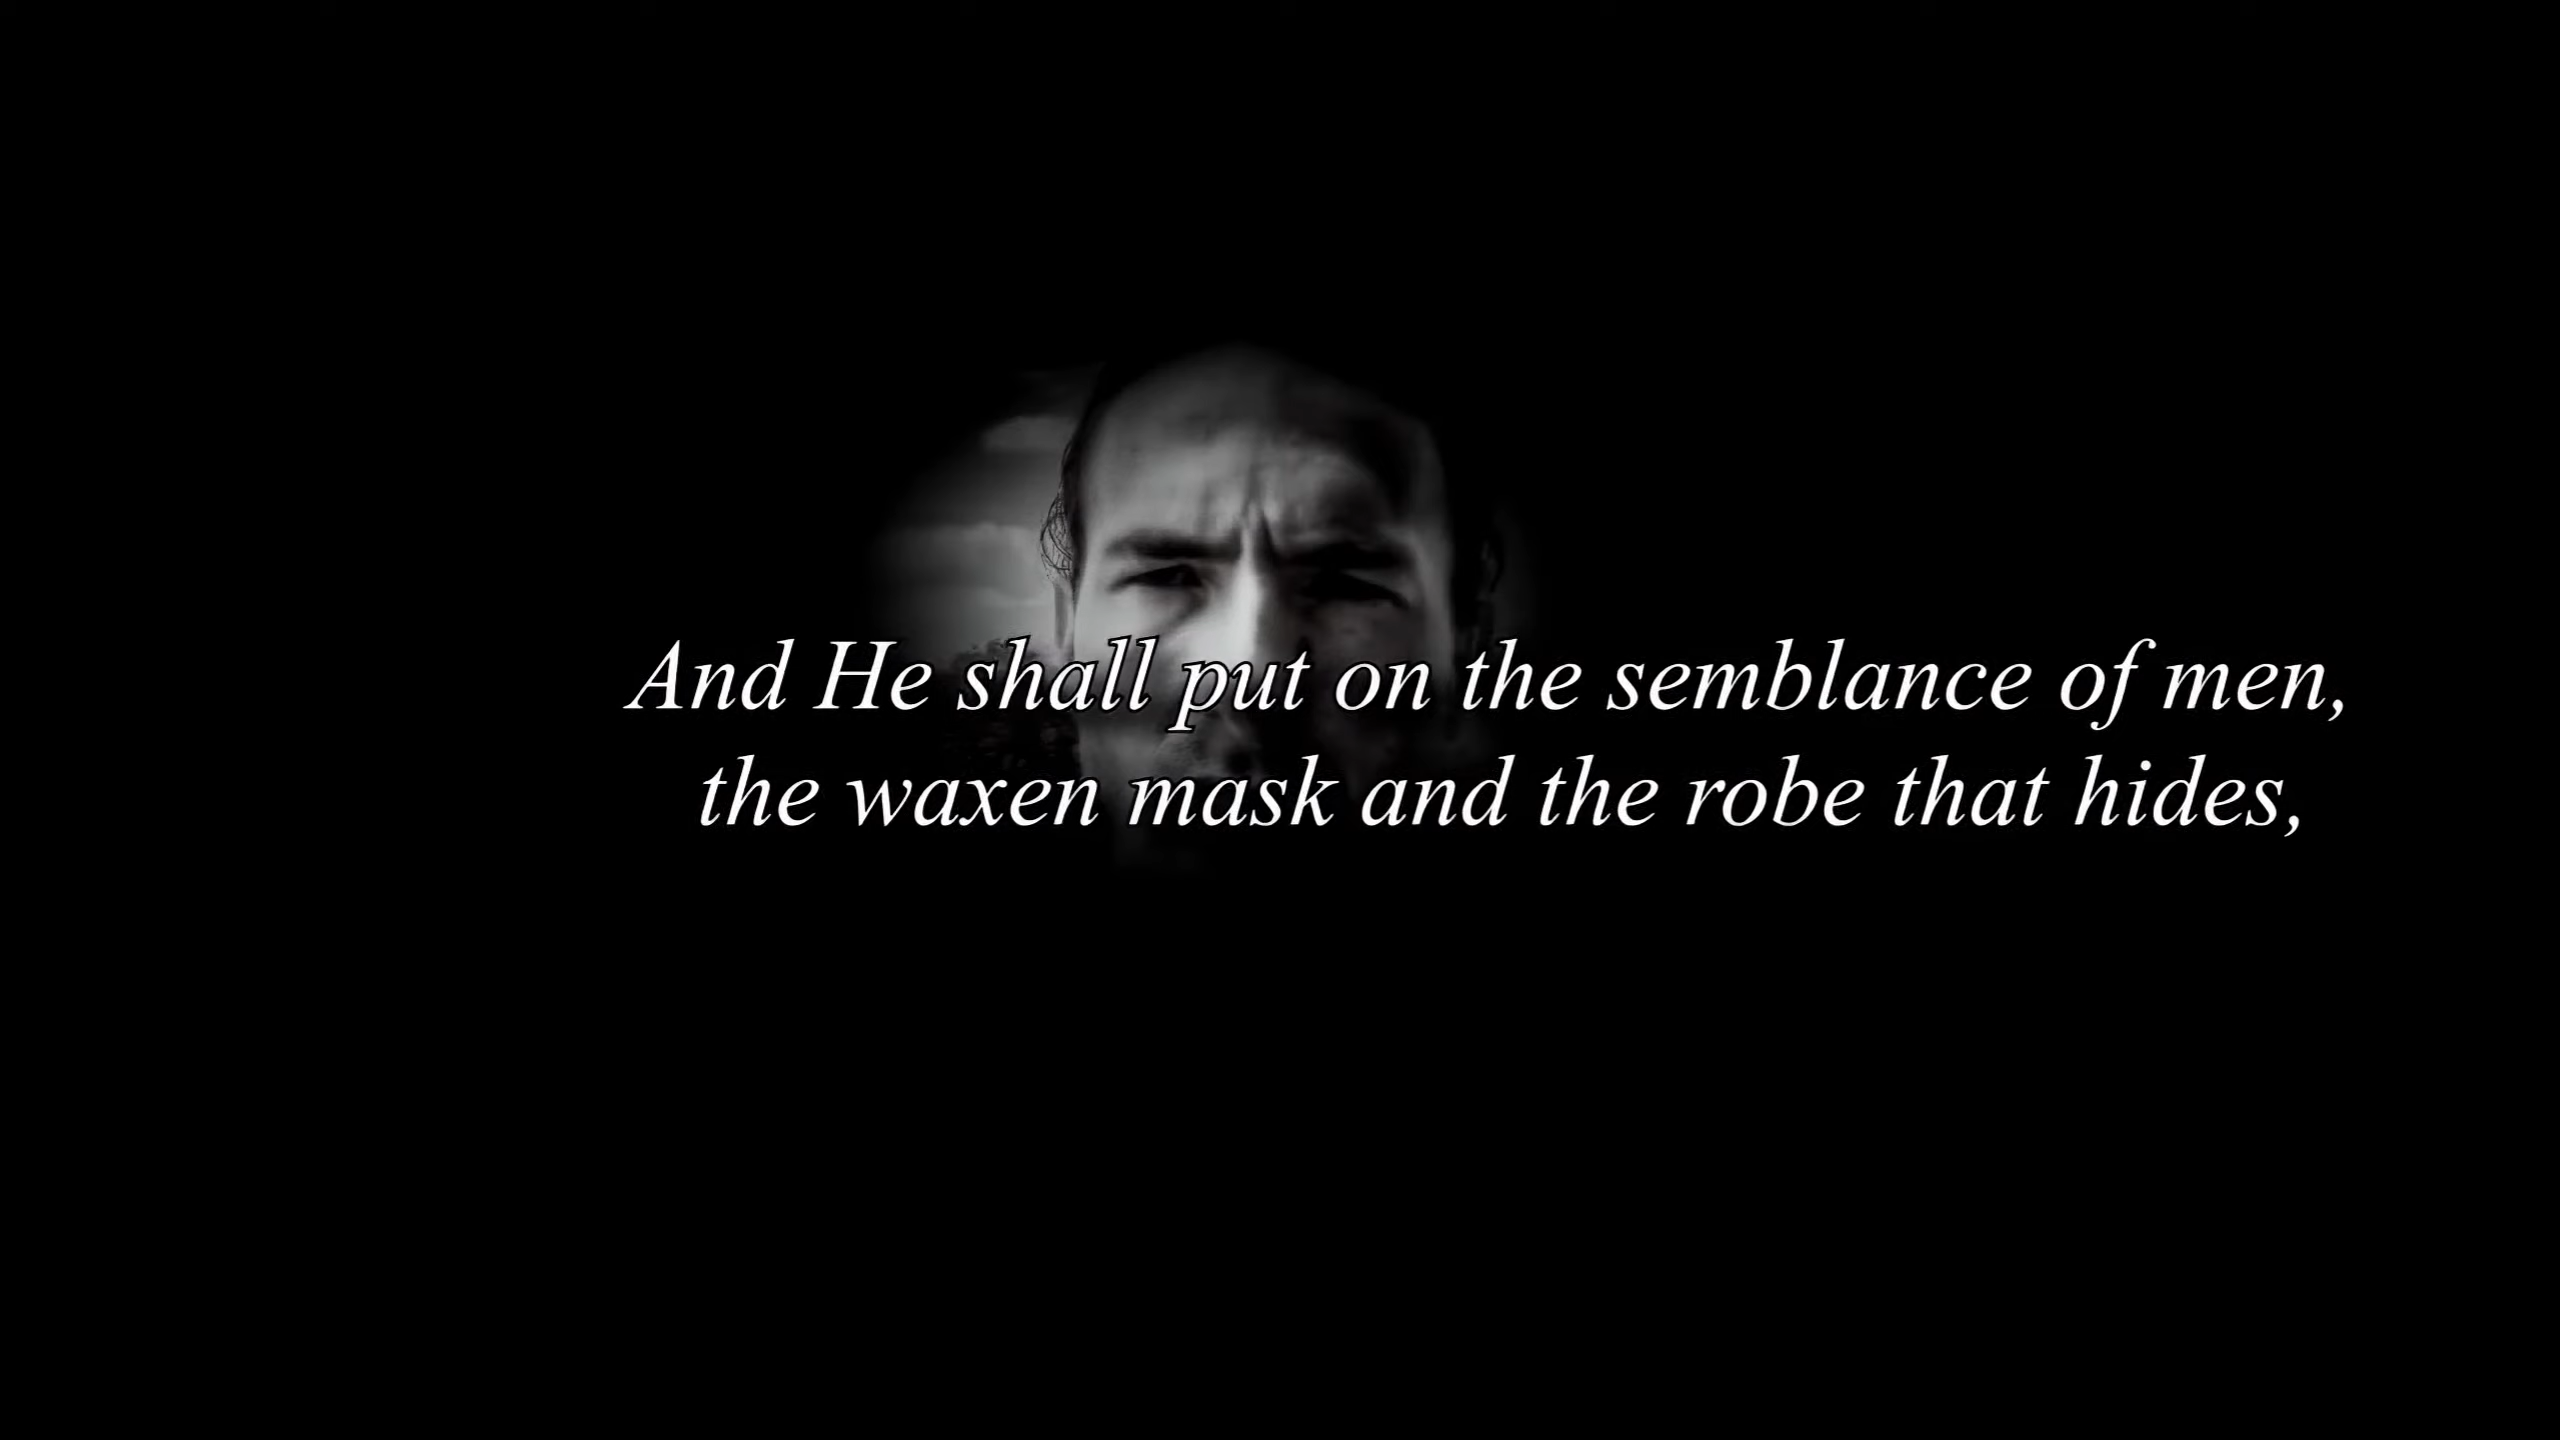 And He shall put on the semblance of men,
the waxen mask and the robe that hides,